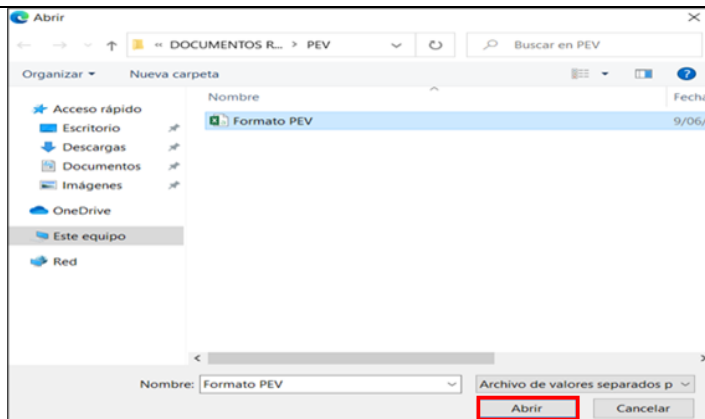 Abrir
« DOCUMENTOS R... > PEV
Buscar en PEV
Organizar
Nueva carpeta
Nombre
Fecha
Acceso rápido
Formato PEV
9/06/
Escritorio
Descargas
Documentos
Imágenes
OneDrive
Este equipo
Red
Nombre: Formato PEV
Archivo de valores separados p
Abrir
Cancelar